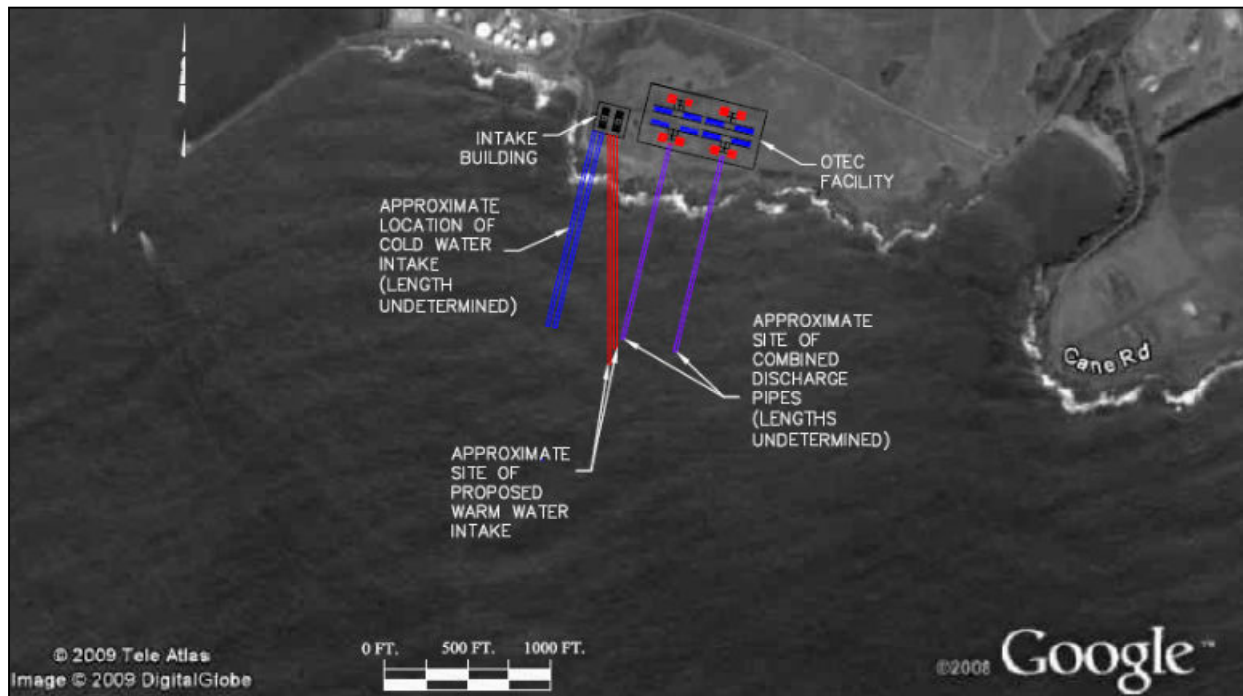 INTAKE
BUILDING
OTEC
FACILITY
APPROXIMATE
LOCATION OF
COLD WATER
INTAKE
(LENGTH
UNDETERMINED)
APPROXIMATE
SITE OF
COMBINED
DISCHARGE
PIPES
(LENGTHS
UNDETERMINED)
Cane Rd
APPROXIMATE
SITE OF
PROPOSED
WARM WATER
INTAKE
0 FT. 500 FT. 1000 FT.
© 2009 Tele Atlas
Image © 2009 DigitalGlobe
©2008 Google™